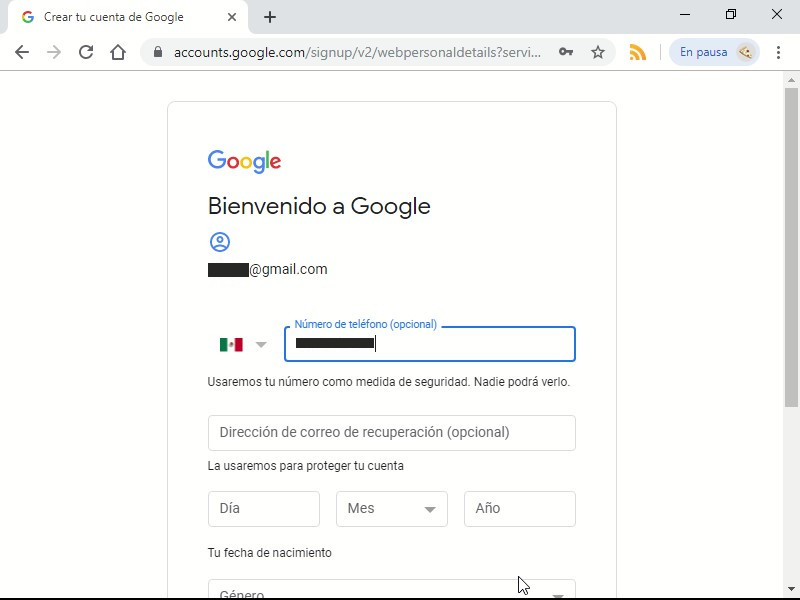 Crear tu cuenta de Google
accounts.google.com/signup/v2/webpersonaldetails?servi...
En pausa
Google
Bienvenido a Google
@gmail.com
Número de teléfono (opcional)
Usaremos tu número como medida de seguridad. Nadie podrá verlo.
Dirección de correo de recuperación (opcional)
La usaremos para proteger tu cuenta
Día
Mes
Año
Tu fecha de nacimiento
Género